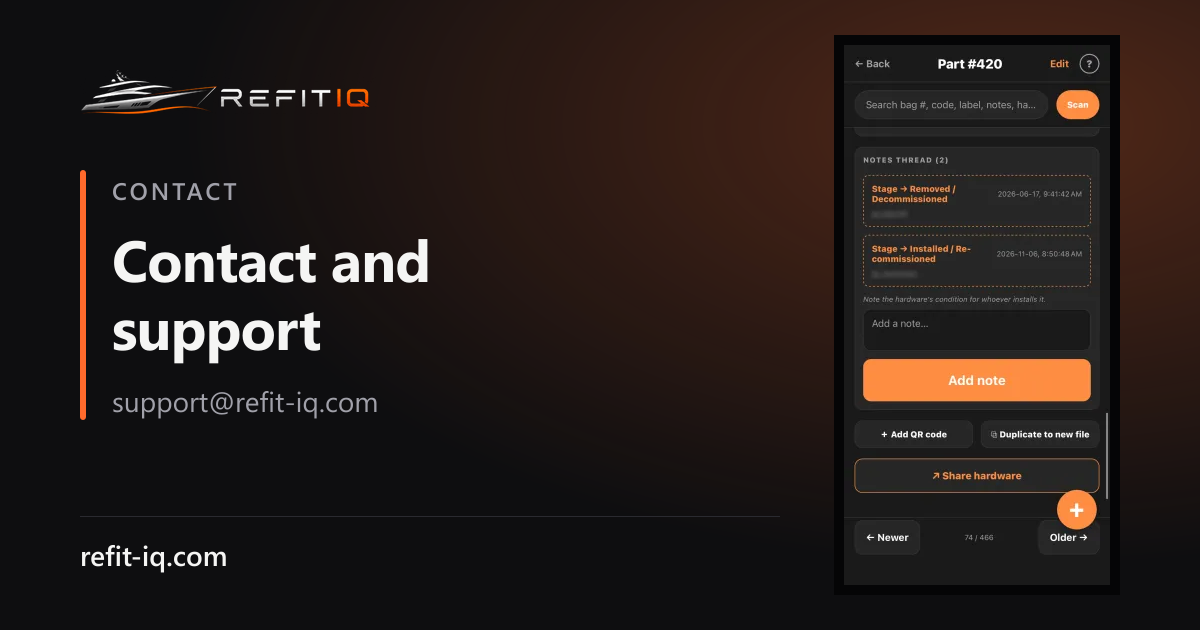 REFITIQ
CONTACT
Contact and
support
support@refit-iq.com
refit-iq.com
← Back
Part #420
Edit
?
Search bag #, code, label, notes, ha...
Scan
NOTES THREAD (2)
Stage → Removed /
Decommissioned
2026-06-17, 9:41:42 AM
Stage → Installed / Re-
commissioned
2026-11-06, 8:50:48 AM
Note the hardware's condition for whoever installs it.
Add a note...
Add note
+ Add QR code
Duplicate to new file
↗ Share hardware
+
← Newer
74 / 466
Older →